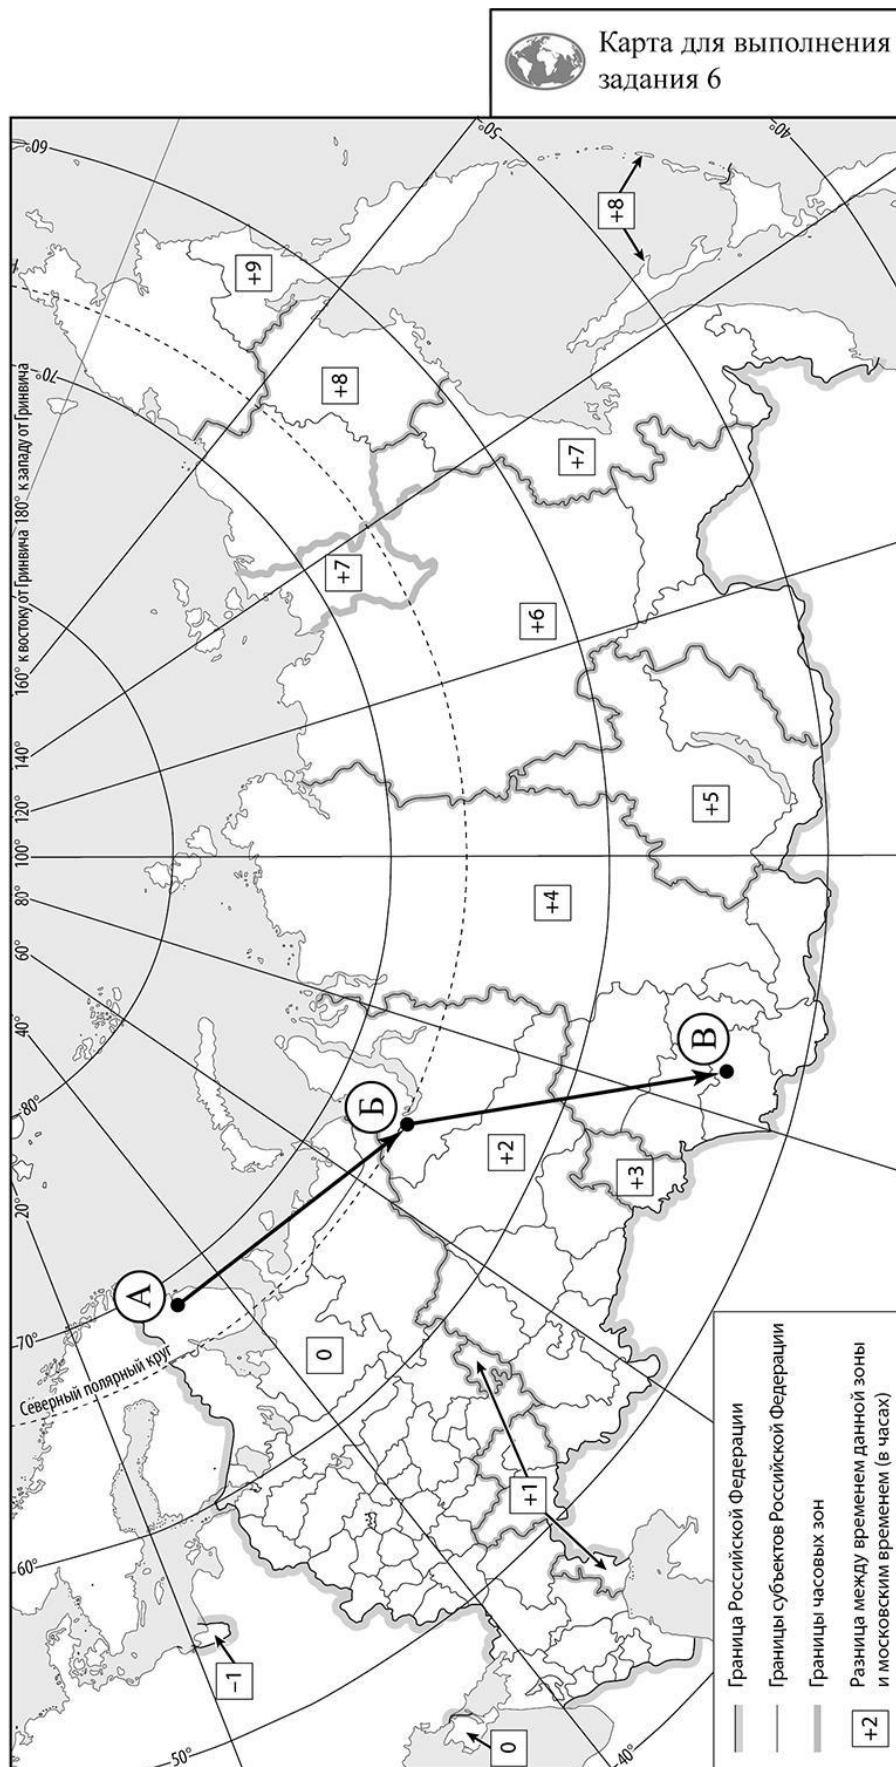 Карта для выполнения
задания 6
60°
70°
20°
80°
40°
60°
80°
100°
120°
140°
160° к востоку от Гринвича 180° к западу от Гринвича
70°
60°
Северный полярный круг
А
Б
В
50°
40°
50°
40°
–1
0
0
+1
+2
+3
+4
+5
+6
+7
+7
+8
+9
+8
Граница Российской Федерации
Границы субъектов Российской Федерации
Границы часовых зон
+2
Разница между временем данной зоны
и московским временем (в часах)